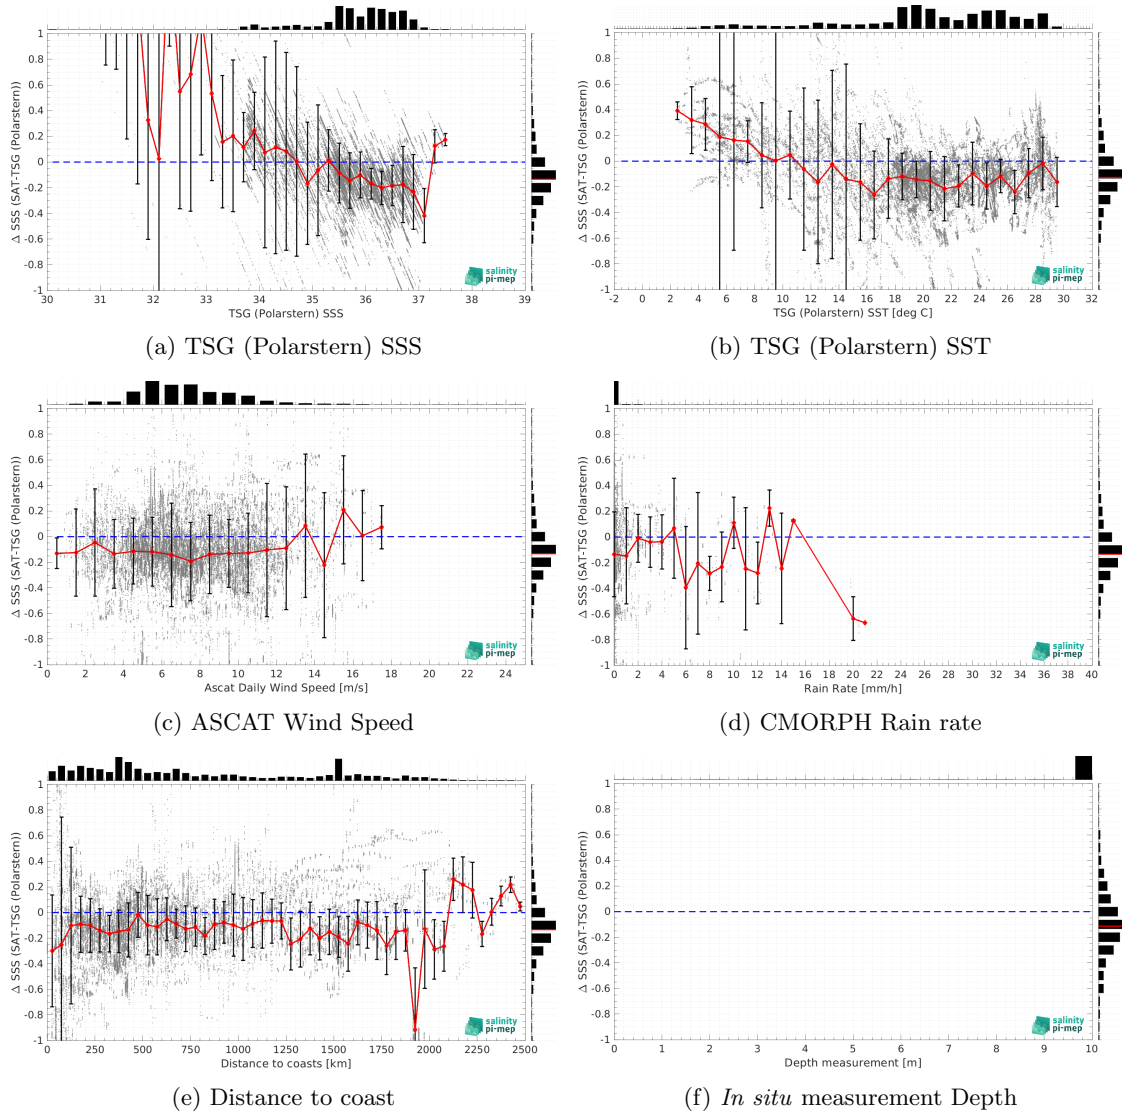 1
0.8
0.6
0.4
0.2
0
-0.2
-0.4
-0.6
-0.8
-1
Δ SSS (SAT-TSG (Polarstern))
salinity
pi-mep
30 31 32 33 34 35 36 37 38 39
TSG (Polarstern) SSS
(a) TSG (Polarstern) SSS
1
0.8
0.6
0.4
0.2
0
-0.2
-0.4
-0.6
-0.8
-1
Δ SSS (SAT-TSG (Polarstern))
salinity
pi-mep
-2 0 2 4 6 8 10 12 14 16 18 20 22 24 26 28 30 32
TSG (Polarstern) SST [deg C]
(b) TSG (Polarstern) SST
1
0.8
0.6
0.4
0.2
0
-0.2
-0.4
-0.6
-0.8
-1
Δ SSS (SAT-TSG (Polarstern))
salinity
pi-mep
0 2 4 6 8 10 12 14 16 18 20 22 24
Ascat Daily Wind Speed [m/s]
(c) ASCAT Wind Speed
1
0.8
0.6
0.4
0.2
0
-0.2
-0.4
-0.6
-0.8
-1
Δ SSS (SAT-TSG (Polarstern))
salinity
pi-mep
0 2 4 6 8 10 12 14 16 18 20 22 24 26 28 30 32 34 36 38 40
Rain Rate [mm/h]
(d) CMORPH Rain rate
1
0.8
0.6
0.4
0.2
0
-0.2
-0.4
-0.6
-0.8
-1
Δ SSS (SAT-TSG (Polarstern))
salinity
pi-mep
0 250 500 750 1000 1250 1500 1750 2000 2250 2500
Distance to coasts [km]
(e) Distance to coast
1
0.8
0.6
0.4
0.2
0
-0.2
-0.4
-0.6
-0.8
-1
Δ SSS (SAT-TSG (Polarstern))
salinity
pi-mep
0 1 2 3 4 5 6 7 8 9 10
Depth measurement [m]
(f) In situ measurement Depth